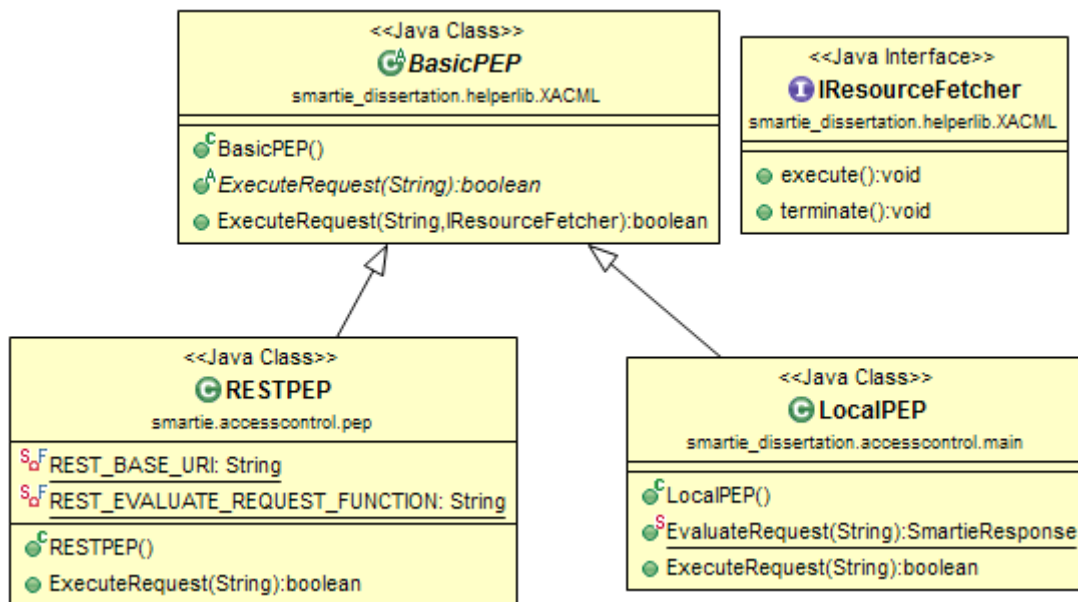 <<Java Class>>
BasicPEP
smartie_dissertation.helperlib.XACML
BasicPEP()
ExecuteRequest(String):boolean
ExecuteRequest(String,IResourceFetcher):boolean
<<Java Interface>>
IResourceFetcher
smartie_dissertation.helperlib.XACML
execute():void
terminate():void
<<Java Class>>
RESTPEP
smartie.accesscontrol.pep
REST_BASE_URI: String
REST_EVALUATE_REQUEST_FUNCTION: String
RESTPEP()
ExecuteRequest(String):boolean
<<Java Class>>
LocalPEP
smartie_dissertation.accesscontrol.main
LocalPEP()
EvaluateRequest(String):SmartieResponse
ExecuteRequest(String):boolean